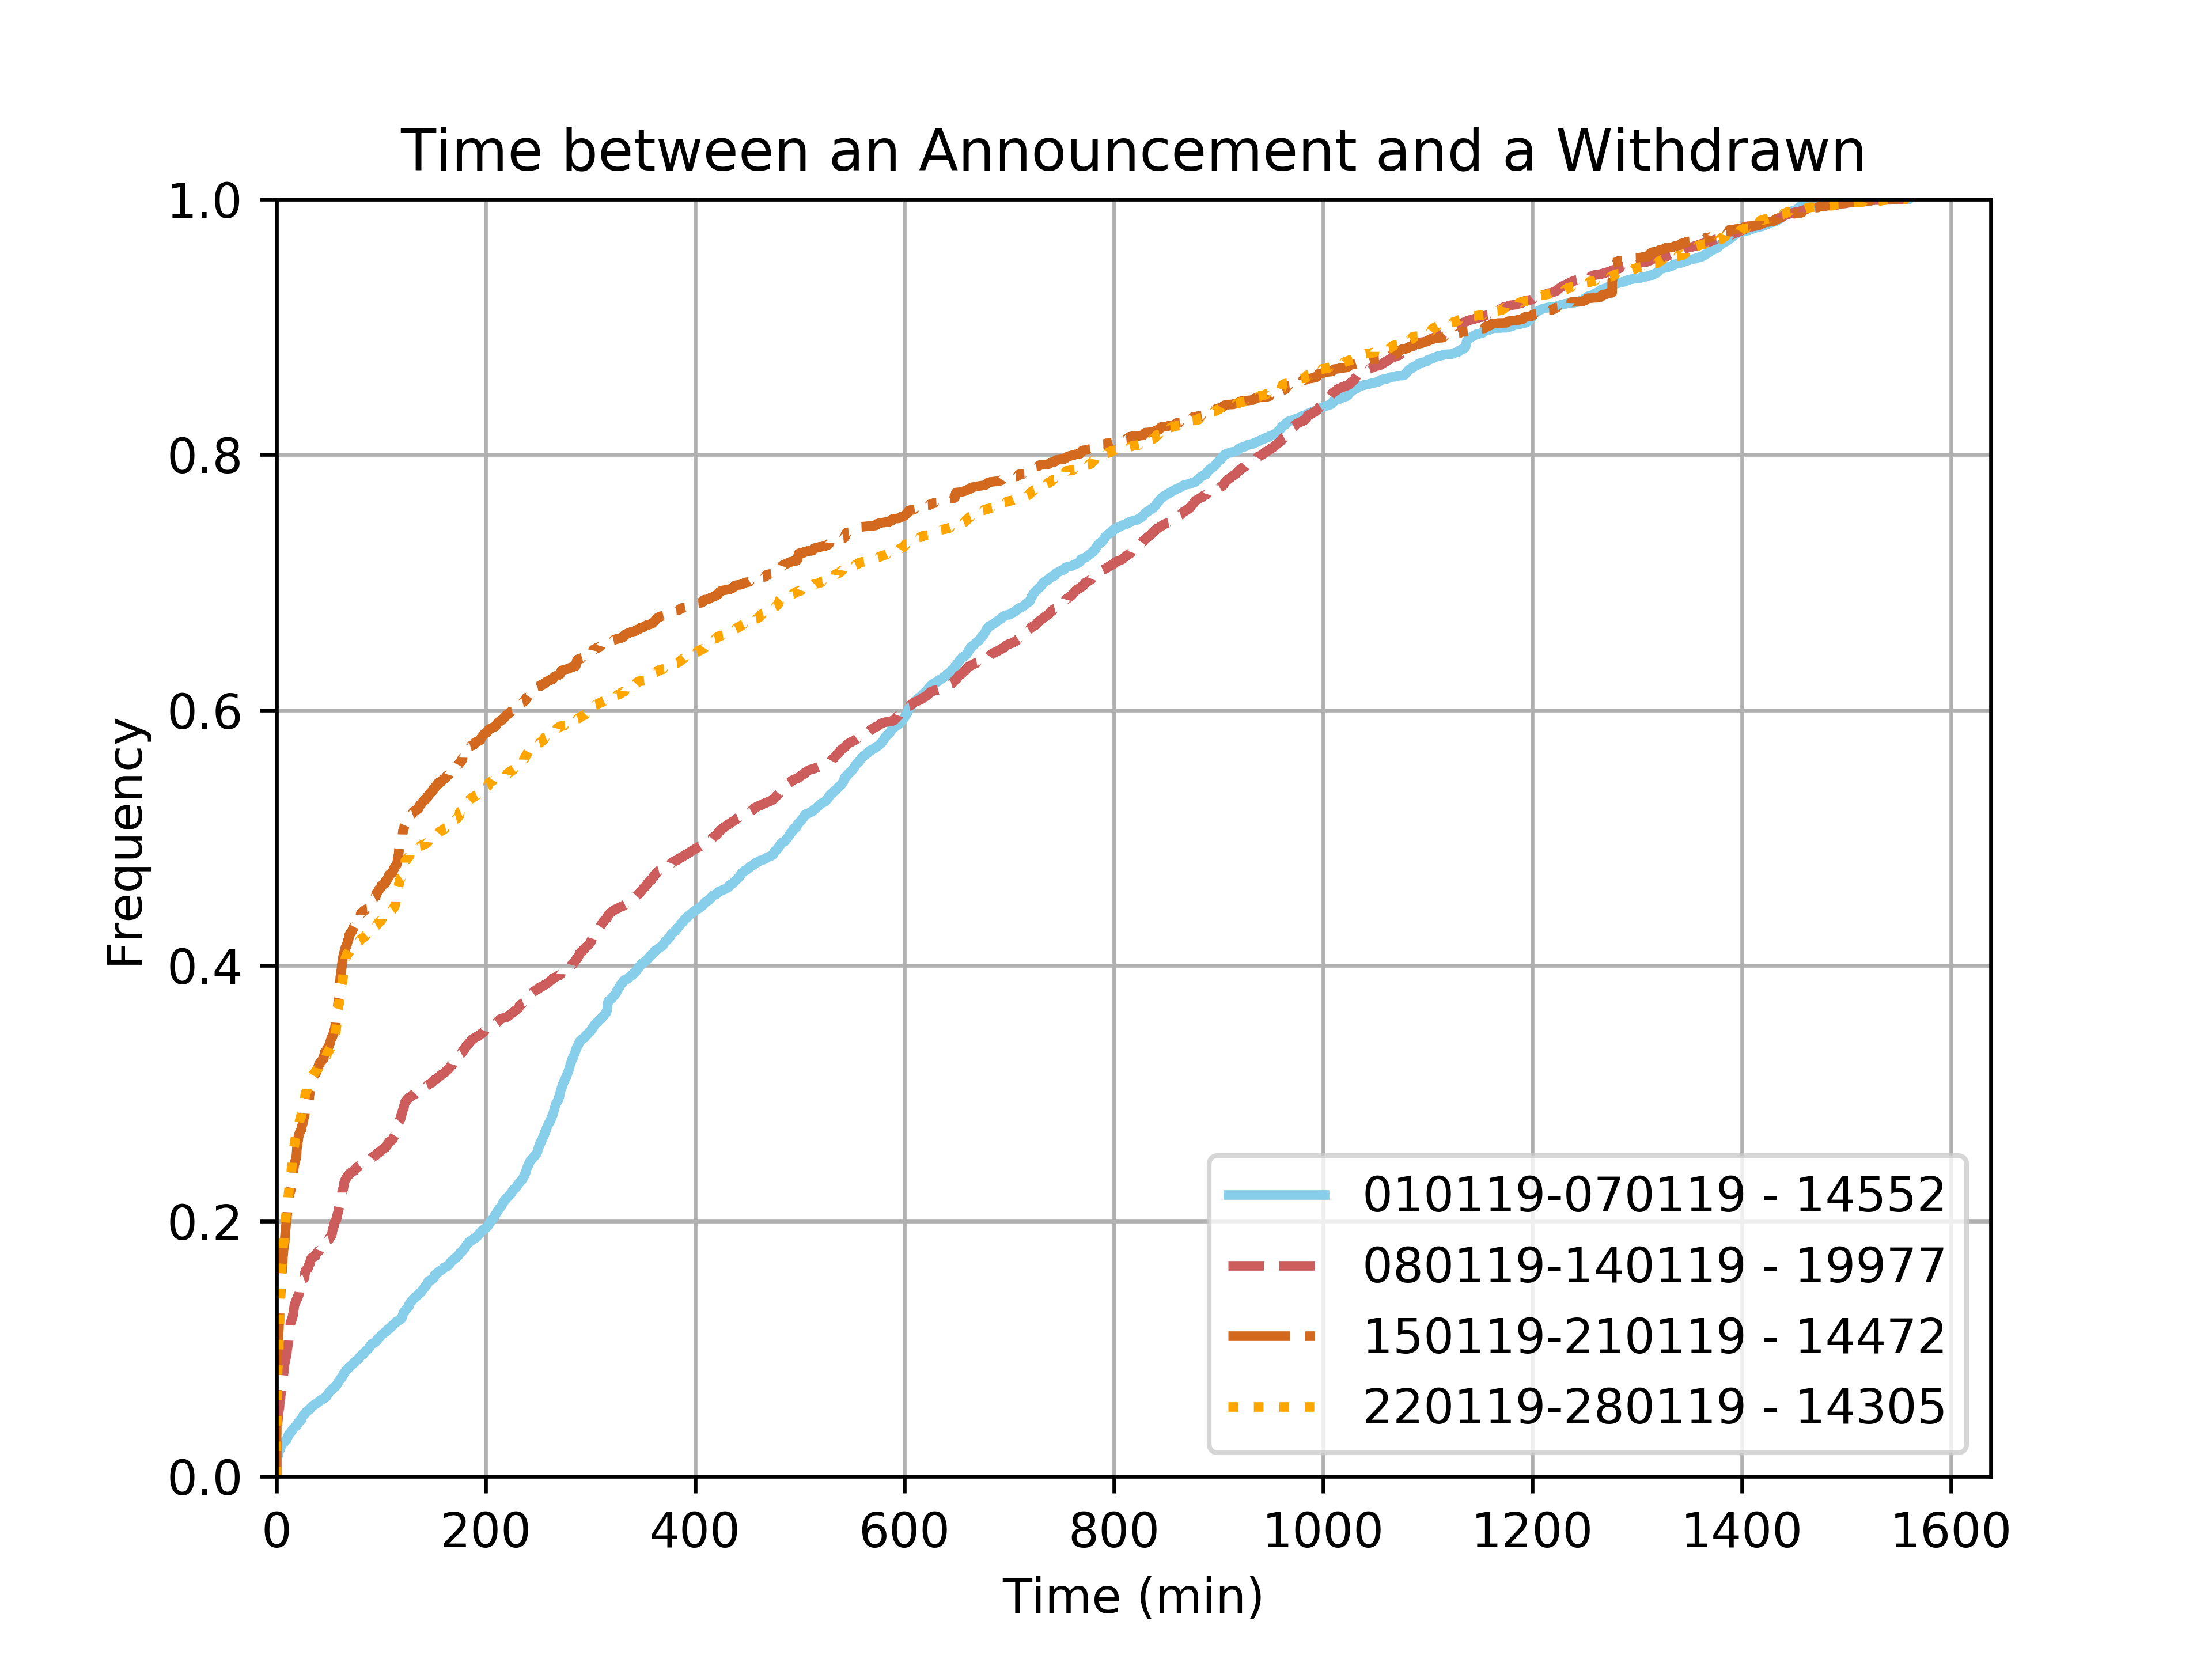 Time between an Announcement and a Withdrawn
1.0
0.8
0.6
0.4
0.2
0.0
Frequency
0 200 400 600 800 1000 1200 1400 1600
Time (min)
010119-070119 - 14552
080119-140119 - 19977
150119-210119 - 14472
220119-280119 - 14305